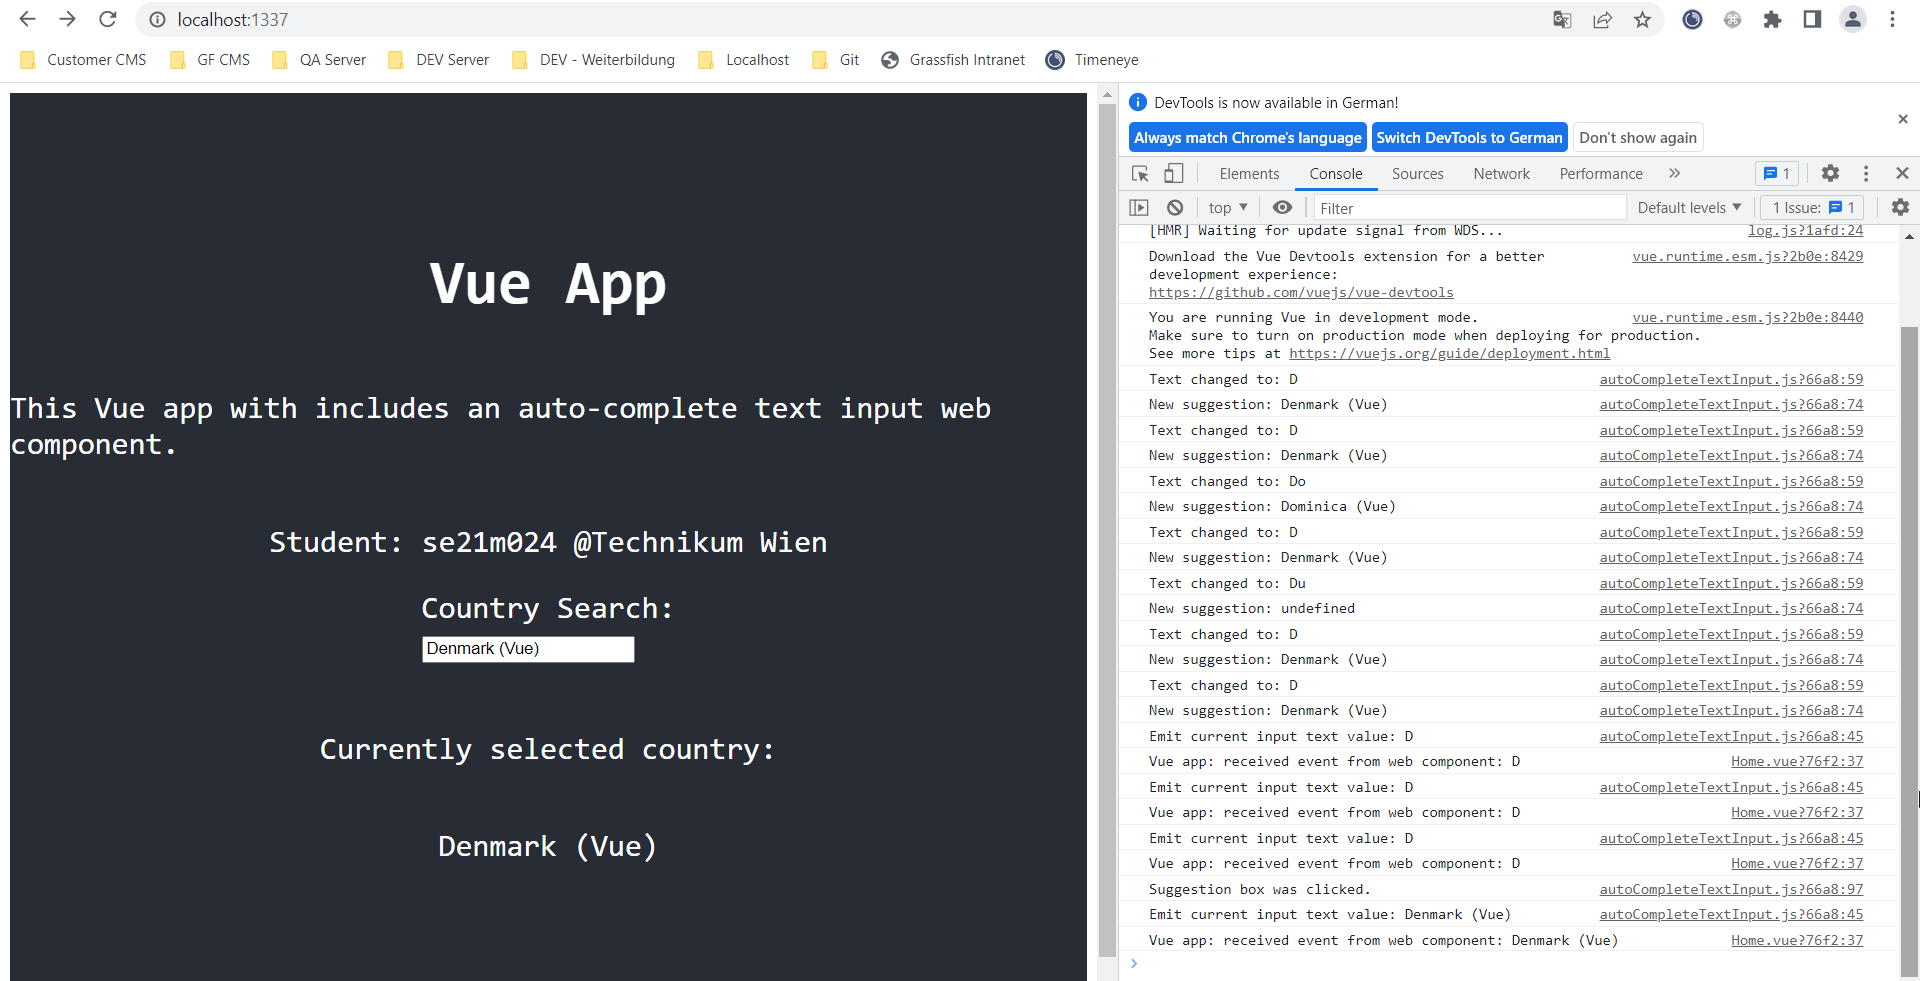 localhost:1337
Customer CMS GF CMS QA Server DEV Server DEV - Weiterbildung Localhost Git Grassfish Intranet Timeneye
Vue App
This Vue app with includes an auto-complete text input web
component.
Student: se21m024 @Technikum Wien
Country Search:
Denmark (Vue)
Currently selected country:
Denmark (Vue)
DevTools is now available in German!
Always match Chrome's language Switch DevTools to German Don't show again
Elements Console Sources Network Performance 1
top Filter Default levels 1 Issue: 1
[HMR] Waiting for update signal from WDS... log.js?1afd:24
Download the Vue Devtools extension for a better vue.runtime.esm.js?2b0e:8429
development experience:
https://github.com/vuejs/vue-devtools
You are running Vue in development mode. vue.runtime.esm.js?2b0e:8440
Make sure to turn on production mode when deploying for production.
See more tips at https://vuejs.org/guide/deployment.html
Text changed to: D autoCompleteTextInput.js?66a8:59
New suggestion: Denmark (Vue) autoCompleteTextInput.js?66a8:74
Text changed to: D autoCompleteTextInput.js?66a8:59
New suggestion: Denmark (Vue) autoCompleteTextInput.js?66a8:74
Text changed to: Do autoCompleteTextInput.js?66a8:59
New suggestion: Dominica (Vue) autoCompleteTextInput.js?66a8:74
Text changed to: D autoCompleteTextInput.js?66a8:59
New suggestion: Denmark (Vue) autoCompleteTextInput.js?66a8:74
Text changed to: Du autoCompleteTextInput.js?66a8:59
New suggestion: undefined autoCompleteTextInput.js?66a8:74
Text changed to: D autoCompleteTextInput.js?66a8:59
New suggestion: Denmark (Vue) autoCompleteTextInput.js?66a8:74
Text changed to: D autoCompleteTextInput.js?66a8:59
New suggestion: Denmark (Vue) autoCompleteTextInput.js?66a8:74
Emit current input text value: D autoCompleteTextInput.js?66a8:45
Vue app: received event from web component: D Home.vue?76f2:37
Emit current input text value: D autoCompleteTextInput.js?66a8:45
Vue app: received event from web component: D Home.vue?76f2:37
Emit current input text value: D autoCompleteTextInput.js?66a8:45
Vue app: received event from web component: D Home.vue?76f2:37
Suggestion box was clicked. autoCompleteTextInput.js?66a8:97
Emit current input text value: Denmark (Vue) autoCompleteTextInput.js?66a8:45
Vue app: received event from web component: Denmark (Vue) Home.vue?76f2:37